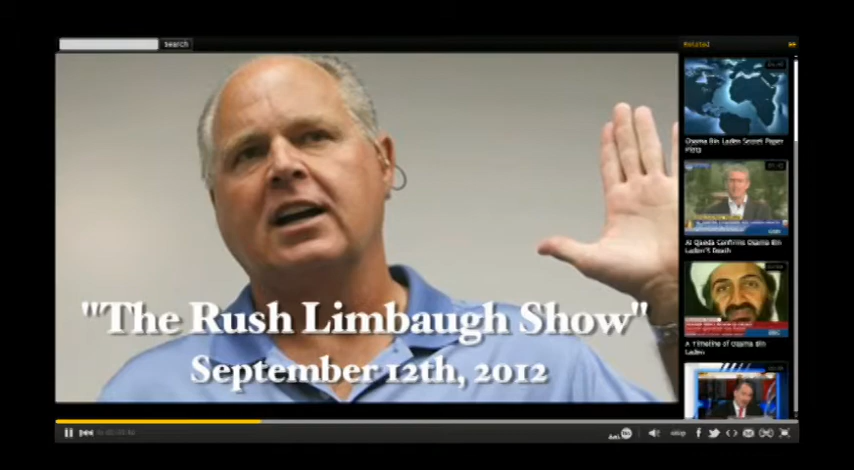 search
Related
"The Rush Limbaugh Show"
September 12th, 2012
Osama Bin Laden Secret Paper
Al Qaeda Confirms Osama Bin
Laden'S Death
A Timeline of Osama Bin
Laden